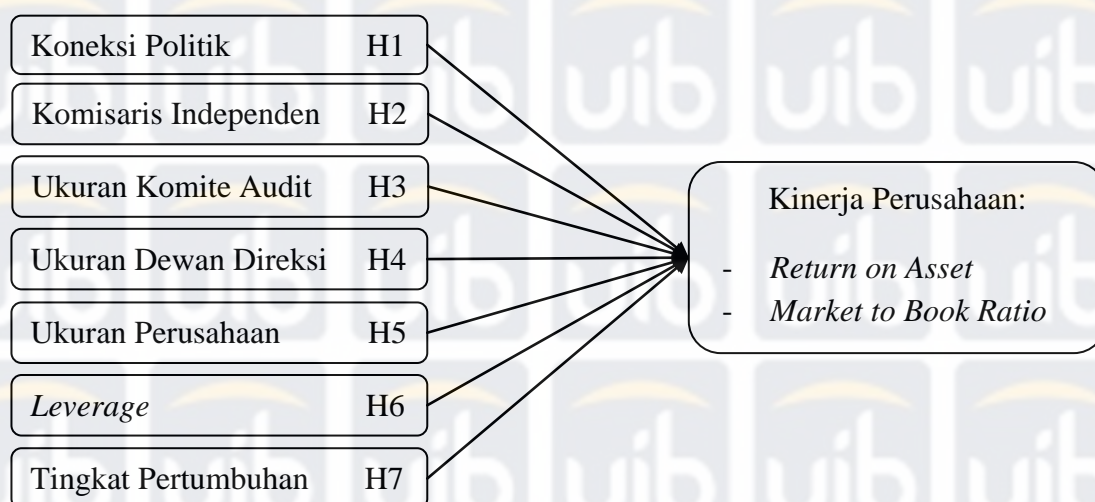 Koneksi Politik H1
Komisaris Independen H2
Ukuran Komite Audit H3
Ukuran Dewan Direksi H4
Ukuran Perusahaan H5
Leverage H6
Tingkat Pertumbuhan H7
Kinerja Perusahaan:
- Return on Asset
- Market to Book Ratio
uib